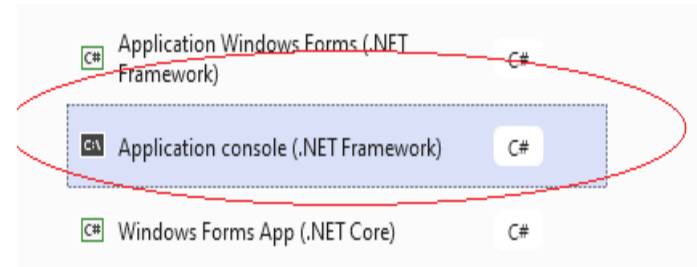 C# Application Windows Forms (.NET C#
Framework)
C:\ Application console (.NET Framework) C#
C# Windows Forms App (.NET Core) C#